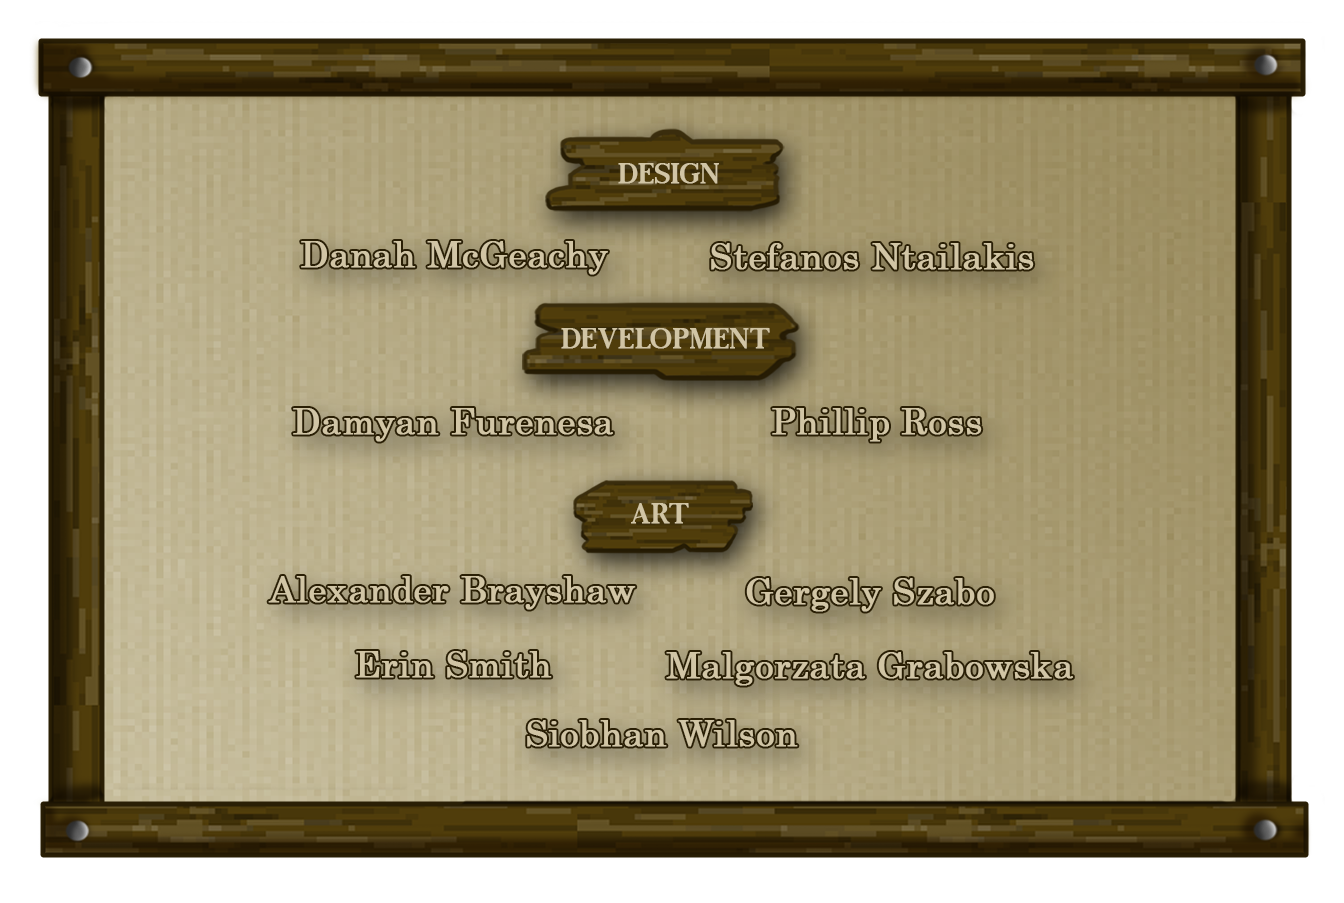 DESIGN
Danah McGeachy Stefanos Ntailakis
DEVELOPMENT
Damyan Furenesa Phillip Ross
ART
Alexander Brayshaw Gergely Szabo
Erin Smith Malgorzata Grabowska
Siobhan Wilson